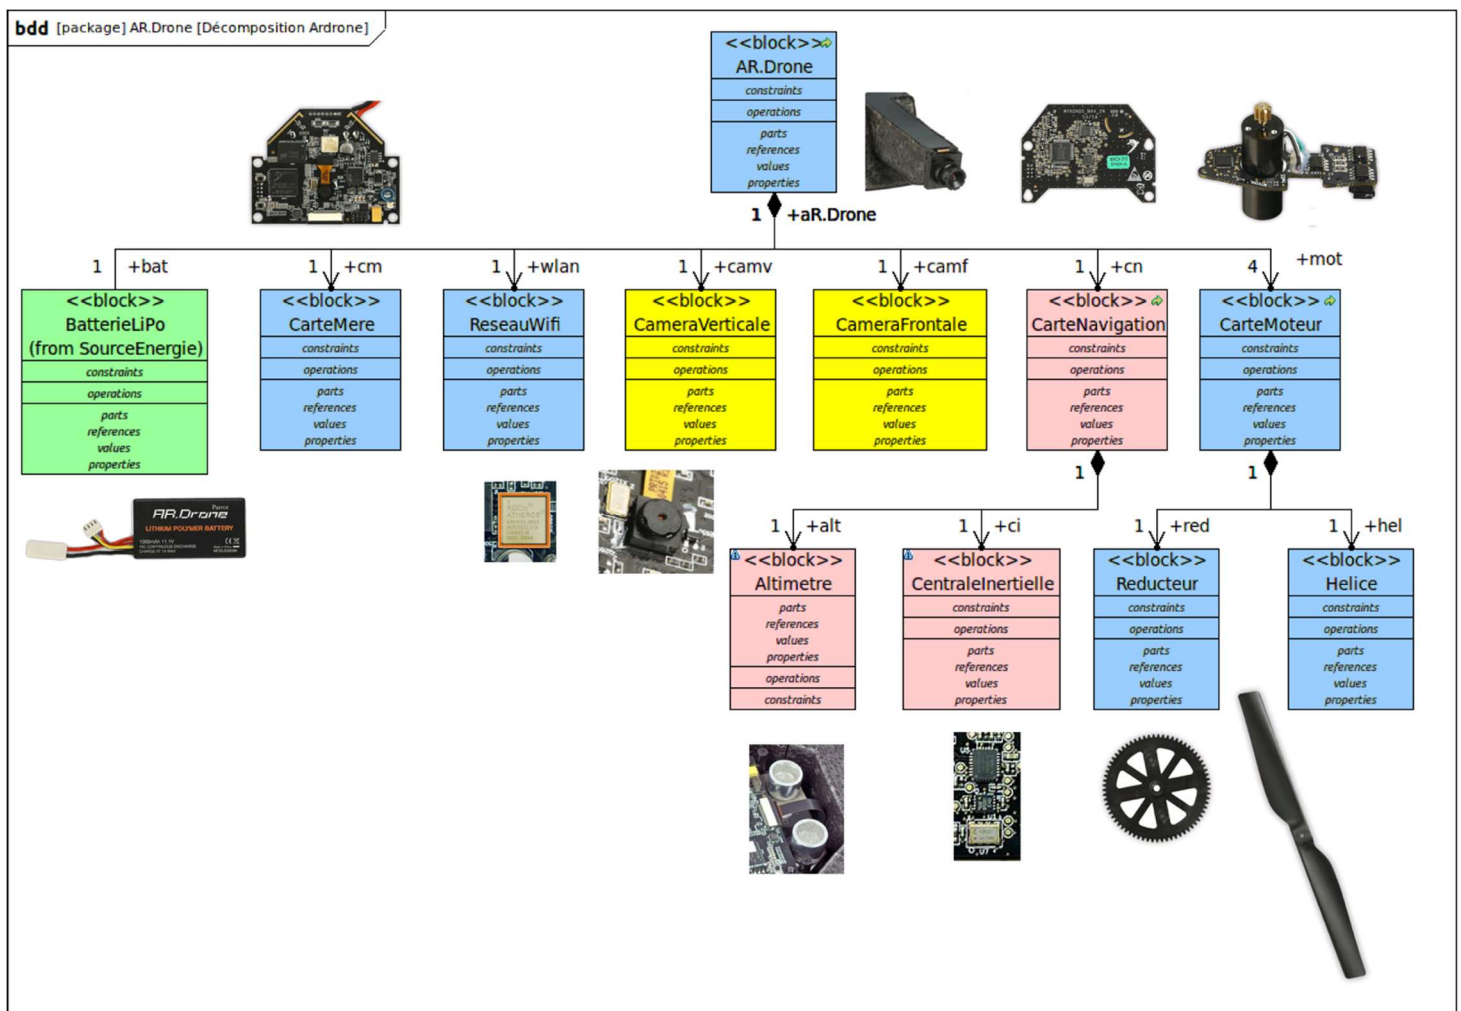 bdd [package] AR.Drone [Décomposition Ardrone]
<<block>>
AR.Drone
constraints
operations
parts
references
values
properties
1 +aR.Drone
1 +bat
1 +cm
1 +wlan
1 +camv
1 +camf
1 +cn
4 +mot
<<block>>
BatterieLiPo
(from SourceEnergie)
constraints
operations
parts
references
values
properties
<<block>>
CarteMere
constraints
operations
parts
references
values
properties
<<block>>
ReseauWifi
constraints
operations
parts
references
values
properties
<<block>>
CameraVerticale
constraints
operations
parts
references
values
properties
<<block>>
CameraFrontale
constraints
operations
parts
references
values
properties
<<block>>
CarteNavigation
constraints
operations
parts
references
values
properties
<<block>>
CarteMoteur
constraints
operations
parts
references
values
properties
1
1
Parrot
AR.Drone
LITHIUM POLYMER BATTERY
1 +alt
1 +ci
1 +red
1 +hel
<<block>>
Altimetre
parts
references
values
properties
operations
constraints
<<block>>
CentraleInertielle
constraints
operations
parts
references
values
properties
<<block>>
Reducteur
constraints
operations
parts
references
values
properties
<<block>>
Helice
constraints
operations
parts
references
values
properties